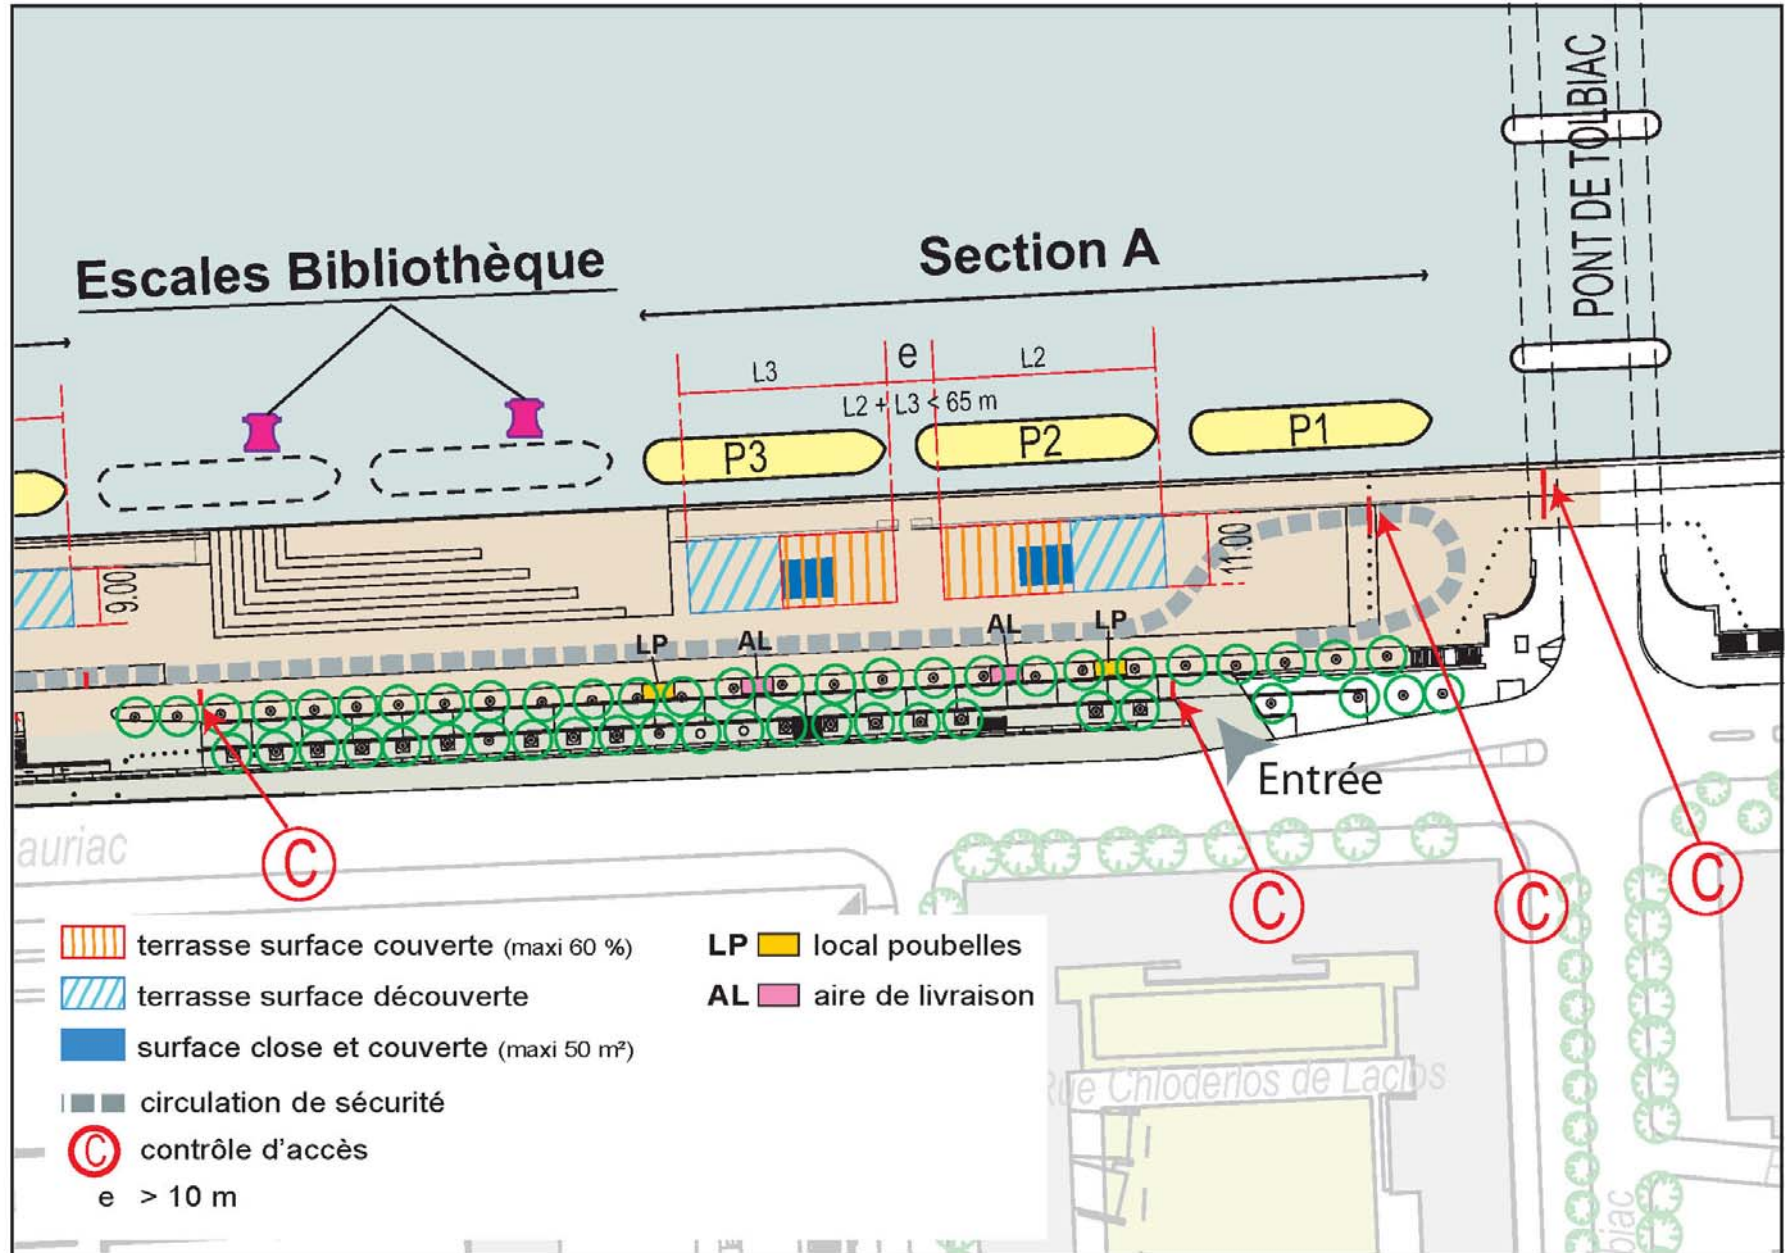 PONT DE TOLBIAC
Escales Bibliothèque
Section A
L3
e
L2
L2 + L3 < 65 m
P3
P2
P1
9.00
11.00
LP
AL
AL
LP
Entrée
auriac
C
C
C
C
terrasse surface couverte (maxi 60 %)
terrasse surface découverte
surface close et couverte (maxi 50 m²)
circulation de sécurité
C contrôle d'accès
e > 10 m
LP local poubelles
AL aire de livraison
Rue Chloderlos de Laclos
biac